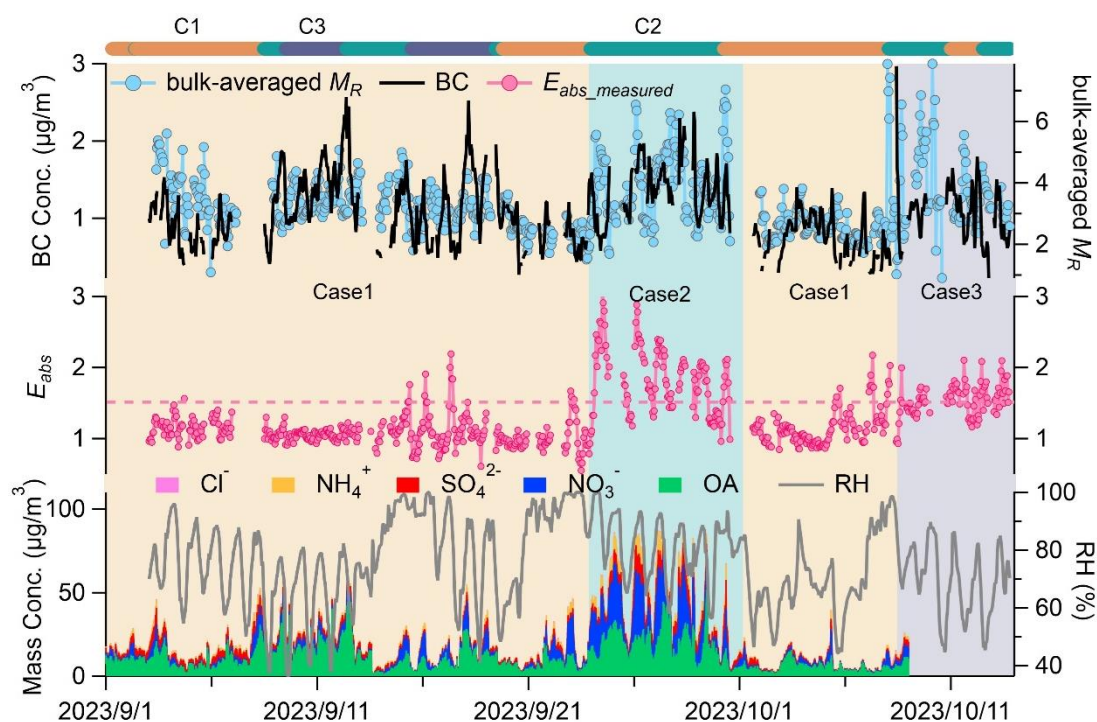 C1 C3 C2
bulk-averaged M_R BC E_abs_measured
3
2
1
BC Conc. (µg/m³)
6
4
2
bulk-averaged M_R
Case1 Case2 Case1 Case3
3
2
1
E_abs
3
2
1
Cl⁻ NH₄⁺ SO₄²⁻ NO₃⁻ OA RH
100
50
0
Mass Conc. (µg/m³)
100
80
60
40
RH (%)
2023/9/1 2023/9/11 2023/9/21 2023/10/1 2023/10/11